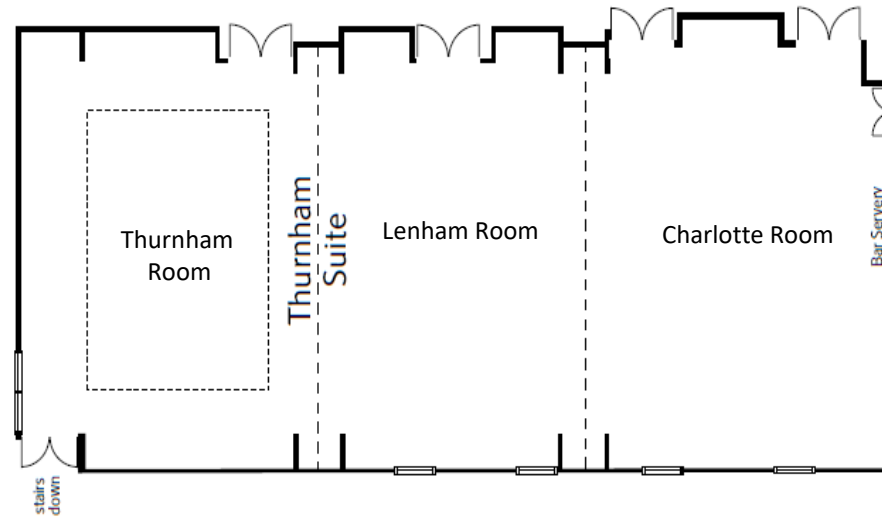 Thurnham
Room
Thurnham
Suite
Lenham Room
Charlotte Room
Bar Servery
stairs
down